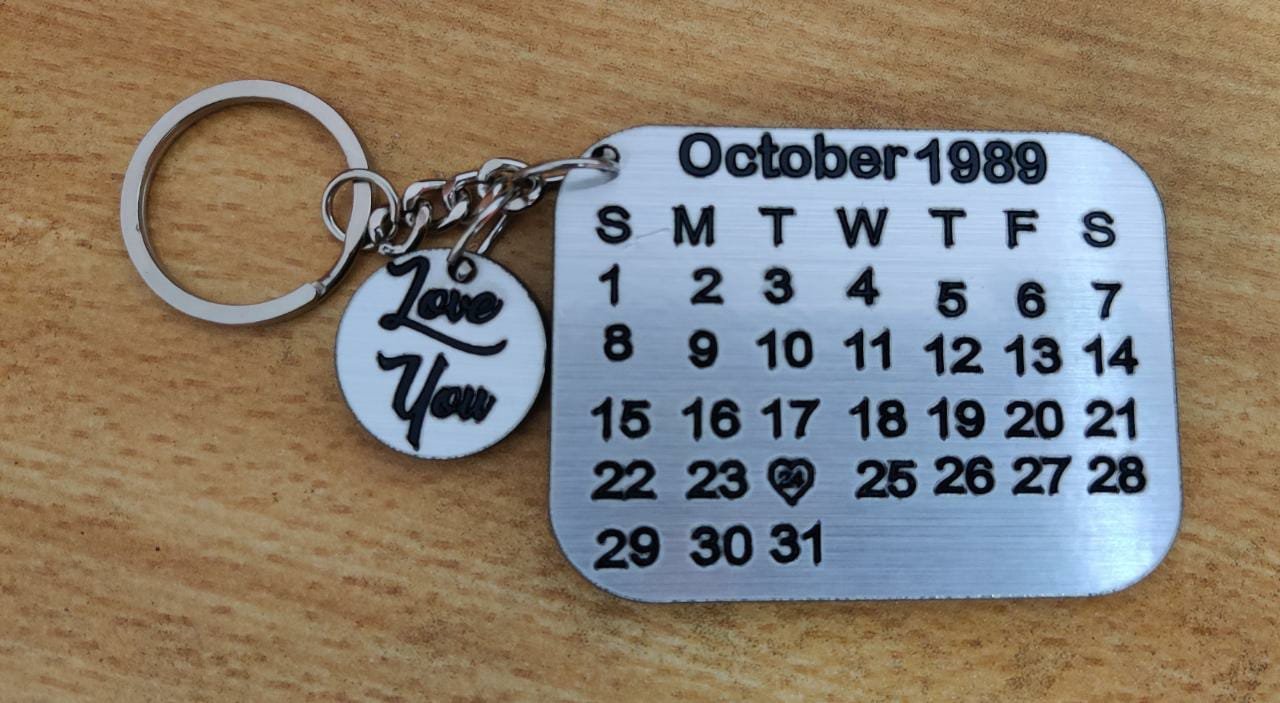 Love
You
October 1989
S M T W T F S
1 2 3 4 5 6 7
8 9 10 11 12 13 14
15 16 17 18 19 20 21
22 23 24 25 26 27 28
29 30 31